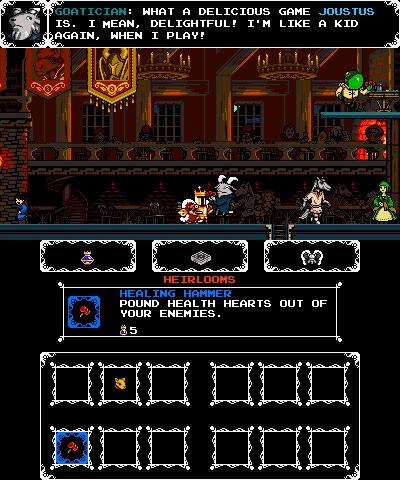 GOATICIAN: WHAT A DELICIOUS GAME JOUSTUS
IS. I MEAN, DELIGHTFUL! I'M LIKE A KID
AGAIN, WHEN I PLAY!
HEIRLOOMS
HEALING HAMMER
POUND HEALTH HEARTS OUT OF
YOUR ENEMIES.
5